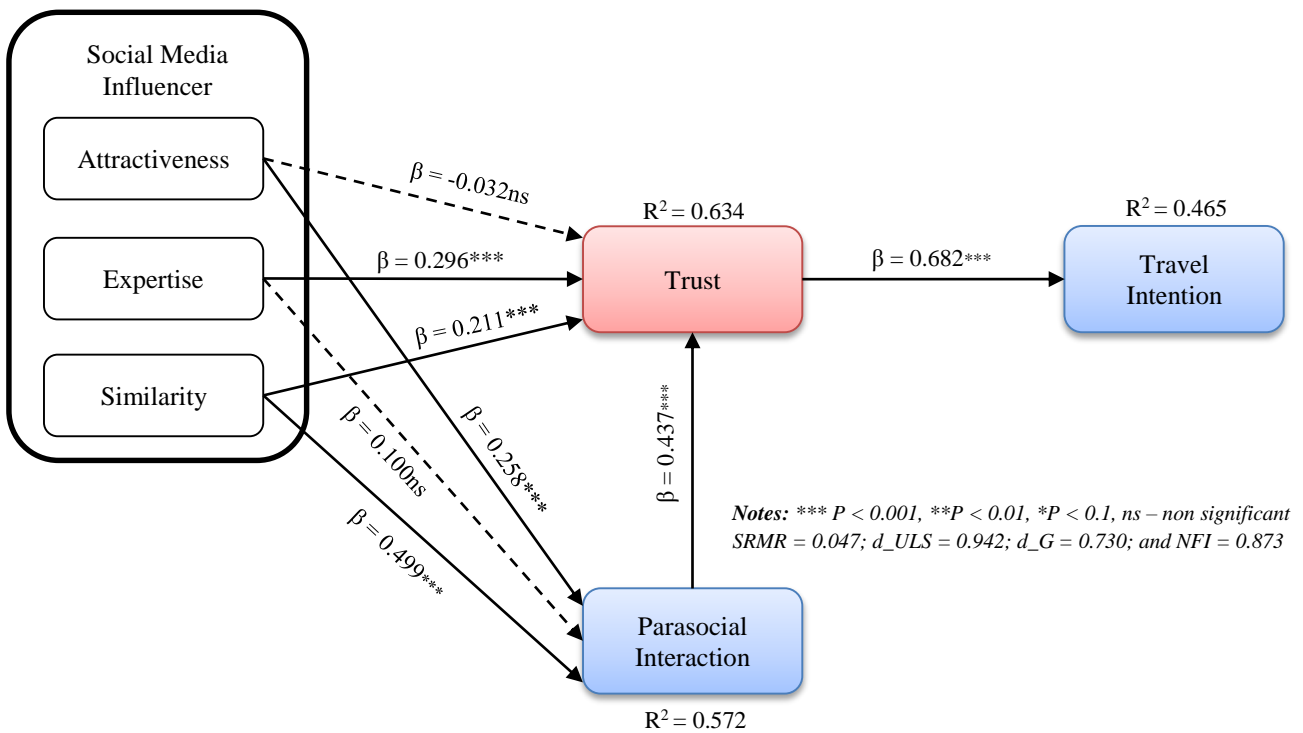 Social Media
Influencer
Attractiveness
Expertise
Similarity
β = -0.032ns
β = 0.296***
β = 0.211***
β = 0.258***
β = 0.100ns
β = 0.499***
R² = 0.634
Trust
β = 0.682***
R² = 0.465
Travel
Intention
β = 0.437***
Notes: *** P < 0.001, **P < 0.01, *P < 0.1, ns – non significant
SRMR = 0.047; d_ULS = 0.942; d_G = 0.730; and NFI = 0.873
Parasocial
Interaction
R² = 0.572